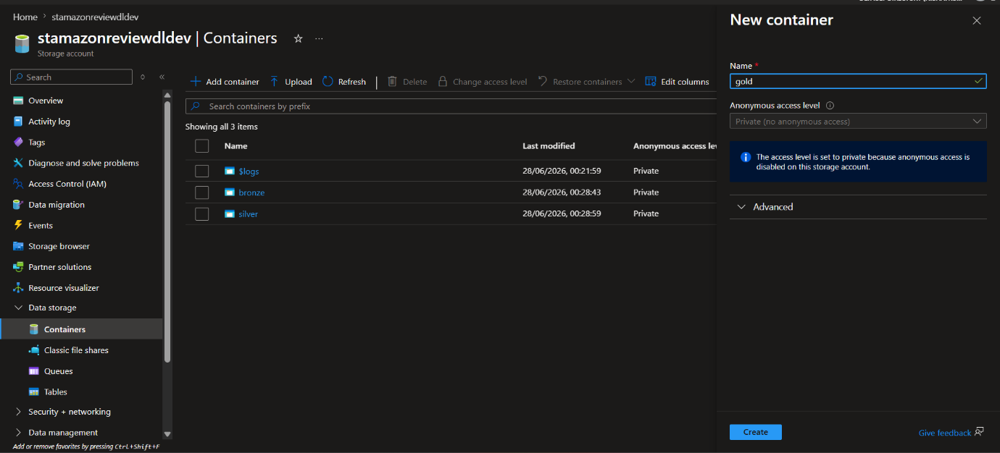 Home > stamazonreviewdldev
stamazonreviewdldev | Containers
Storage account
Search
Overview
Activity log
Tags
Diagnose and solve problems
Access Control (IAM)
Data migration
Events
Storage browser
Partner solutions
Resource visualizer
Data storage
Containers
Classic file shares
Queues
Tables
Security + networking
Data management
Add or remove favorites by pressing Ctrl+Shift+F
Add container Upload Refresh Delete Change access level Restore containers Edit columns
Search containers by prefix
Showing all 3 items
Name Last modified Anonymous access lev
$logs 28/06/2026, 00:21:59 Private
bronze 28/06/2026, 00:28:43 Private
silver 28/06/2026, 00:28:59 Private
New container
Name *
gold
Anonymous access level
Private (no anonymous access)
The access level is set to private because anonymous access is
disabled on this storage account.
Advanced
Create
Give feedback